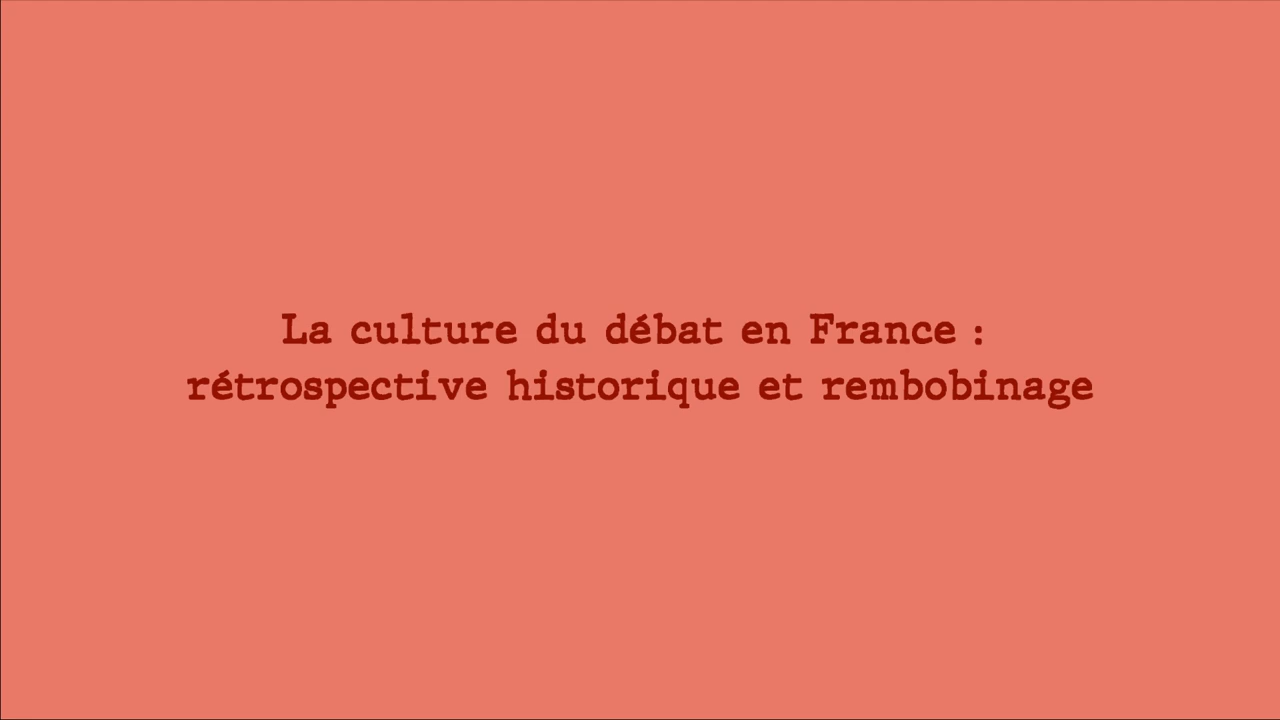 La culture du débat en France :
rétrospective historique et rembobinage